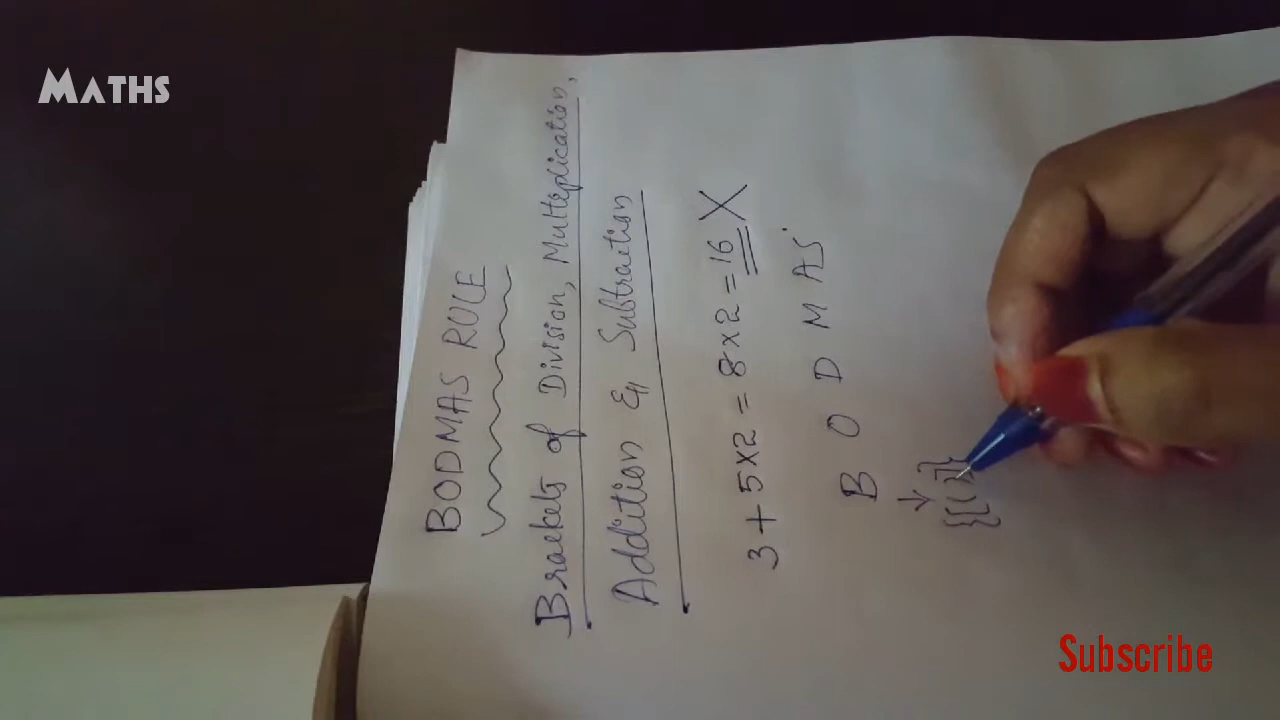 MATHS
BODMAS RULE
Brackets of Division, Multiplication,
Addition & Subtraction
3 + 5 x 2 = 8 x 2 = 16 X
B O D M A S
{[( )]}
Subscribe